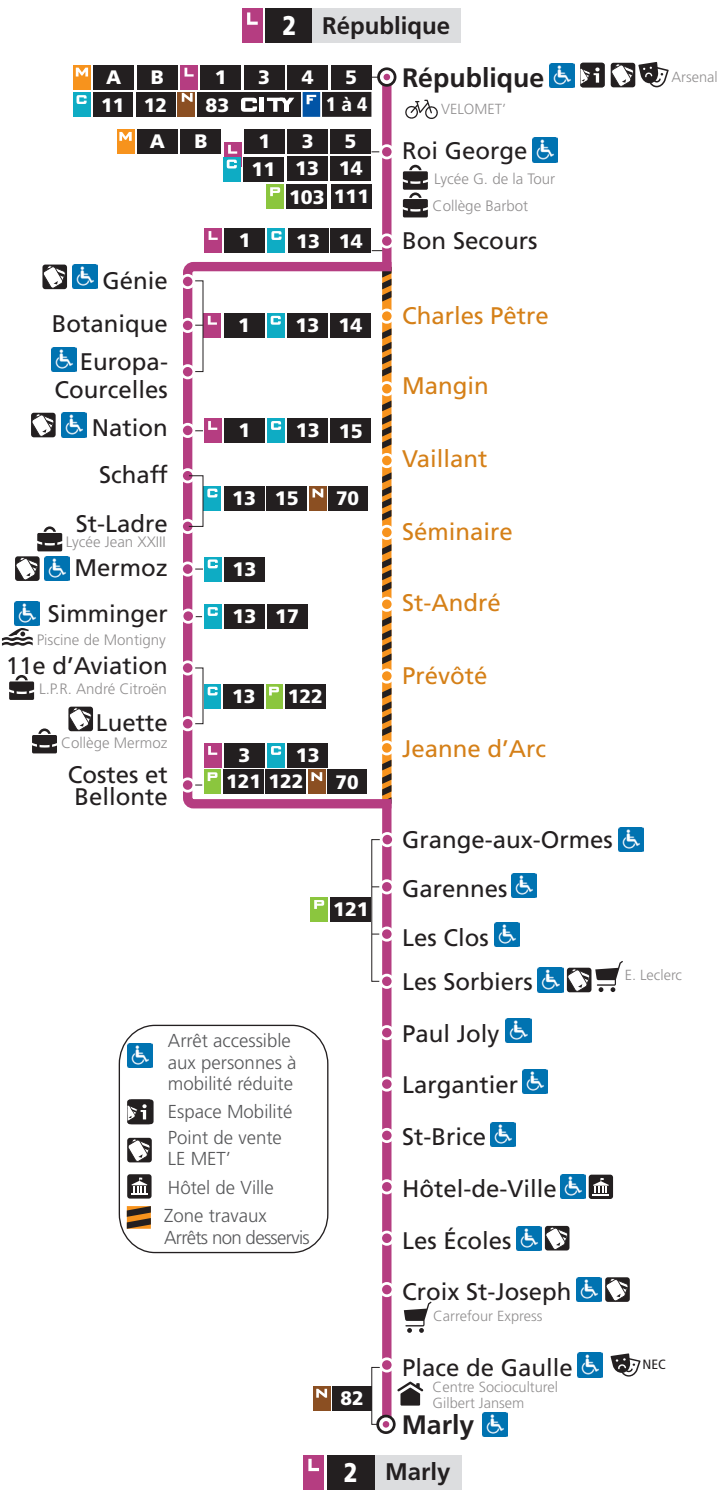 L 2 République
M A B L 1 3 4 5
République
Arsenal
C 11 12 N 83 CITY F 1 à 4
VELOMET'
M A B L 1 3 5
Roi George
C 11 13 14
Lycée G. de la Tour
P 103 111
Collège Barbot
L 1 C 13 14
Bon Secours
Génie
Botanique
L 1 C 13 14
Charles Pêtre
Europa-
Courcelles
Mangin
Nation
L 1 C 13 15
Vaillant
Schaff
C 13 15 N 70
St-Ladre
Lycée Jean XXIII
Séminaire
Mermoz
C 13
Simminger
C 13 17
St-André
Piscine de Montigny
11e d'Aviation
L.P.R. André Citroën
C 13 P 122
Prévôté
Luette
Collège Mermoz
L 3 C 13
Jeanne d'Arc
Costes et
Bellonte
P 121 122 N 70
Grange-aux-Ormes
Garennes
P 121
Les Clos
Les Sorbiers
E. Leclerc
Paul Joly
Largantier
St-Brice
Hôtel-de-Ville
Les Écoles
Croix St-Joseph
Carrefour Express
Place de Gaulle
NEC
N 82
Centre Socioculturel
Gilbert Jansem
Marly
Arrêt accessible
aux personnes à
mobilité réduite
i Espace Mobilité
Point de vente
LE MET'
Hôtel de Ville
Zone travaux
Arrêts non desservis
L 2 Marly